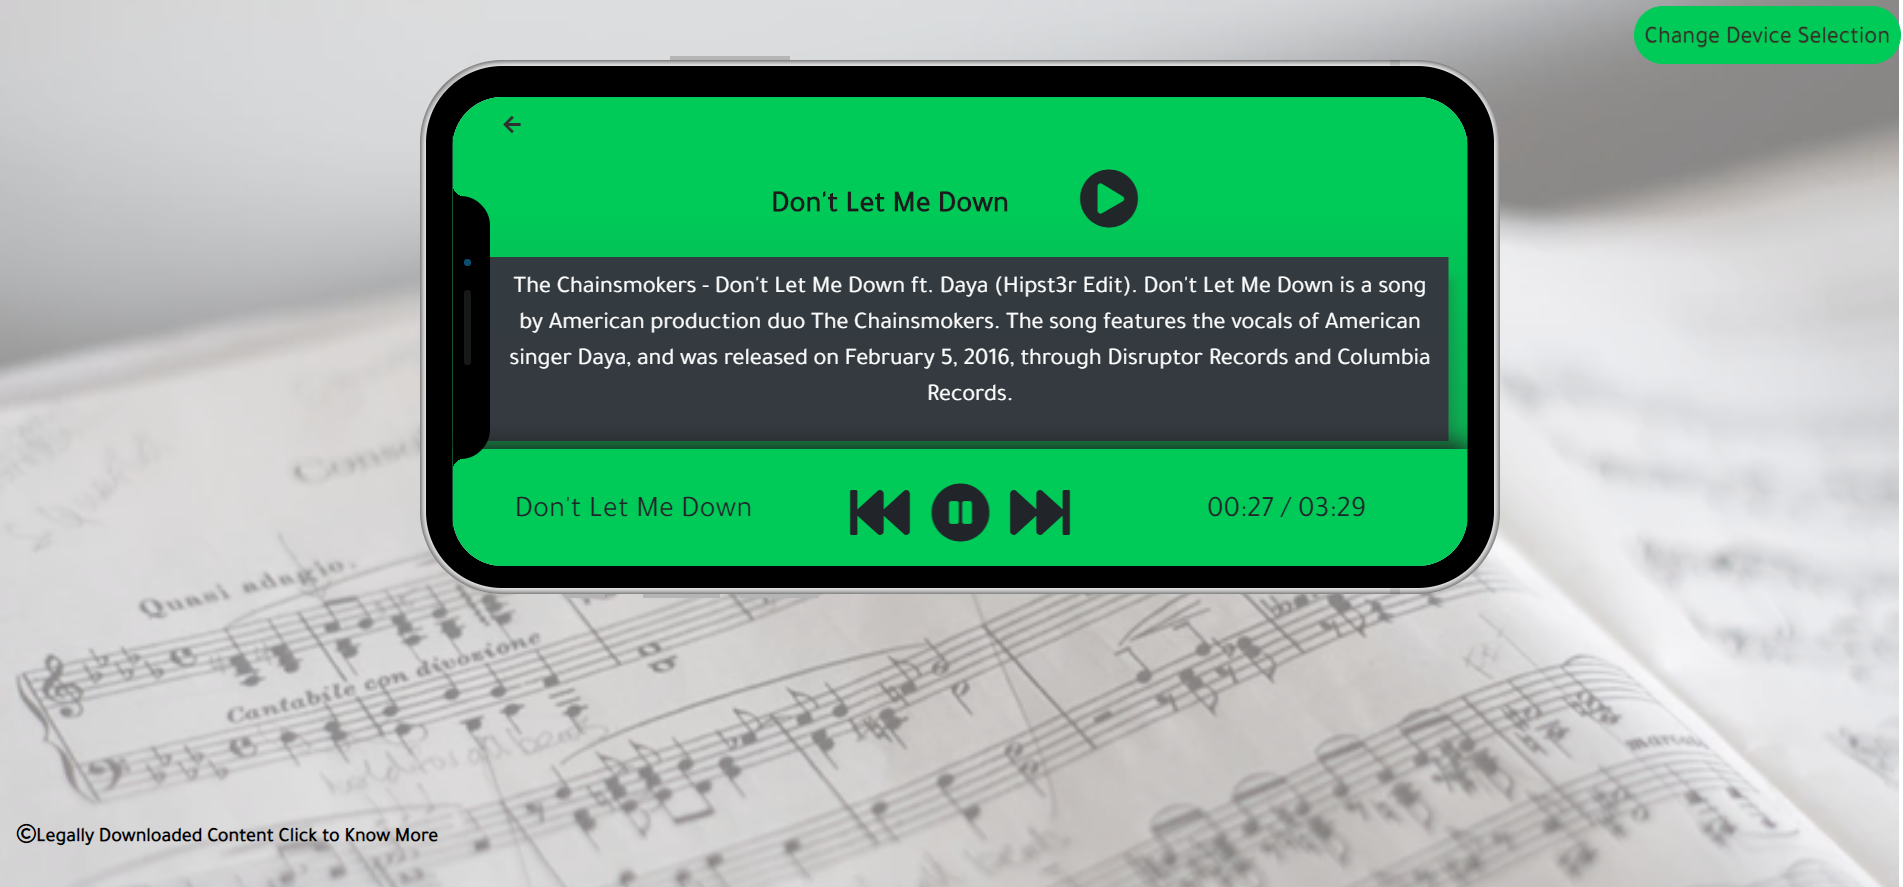 Change Device Selection
Don't Let Me Down
The Chainsmokers - Don't Let Me Down ft. Daya (Hipst3r Edit). Don't Let Me Down is a song
by American production duo The Chainsmokers. The song features the vocals of American
singer Daya, and was released on February 5, 2016, through Disruptor Records and Columbia
Records.
Don't Let Me Down
00:27 / 03:29
Quasi adagio.
Cantabile con divozione
©Legally Downloaded Content Click to Know More